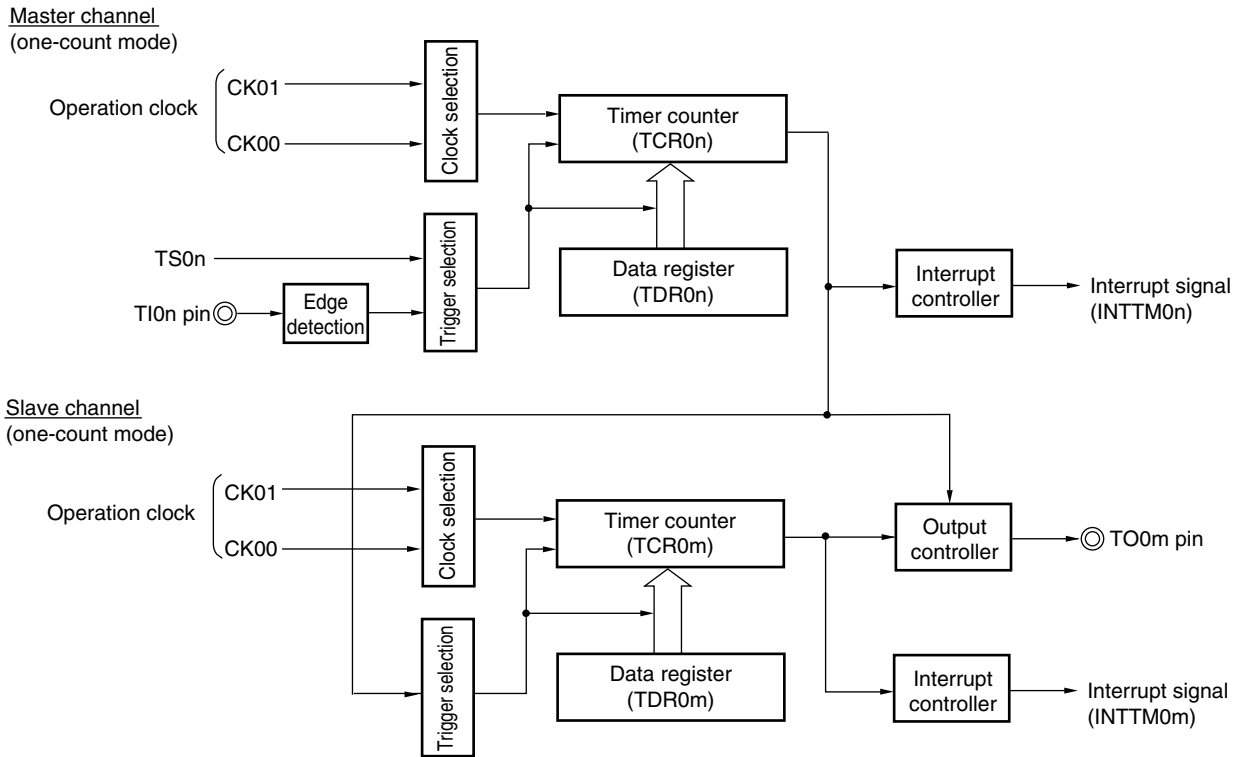 Master channel
(one-count mode)
Operation clock
CK01
CK00
Clock selection
Timer counter
(TCR0n)
TS0n
TI0n pin
Edge
detection
Trigger selection
Data register
(TDR0n)
Interrupt
controller
Interrupt signal
(INTTM0n)
Slave channel
(one-count mode)
Operation clock
CK01
CK00
Clock selection
Timer counter
(TCR0m)
Output
controller
TO0m pin
Trigger selection
Data register
(TDR0m)
Interrupt
controller
Interrupt signal
(INTTM0m)